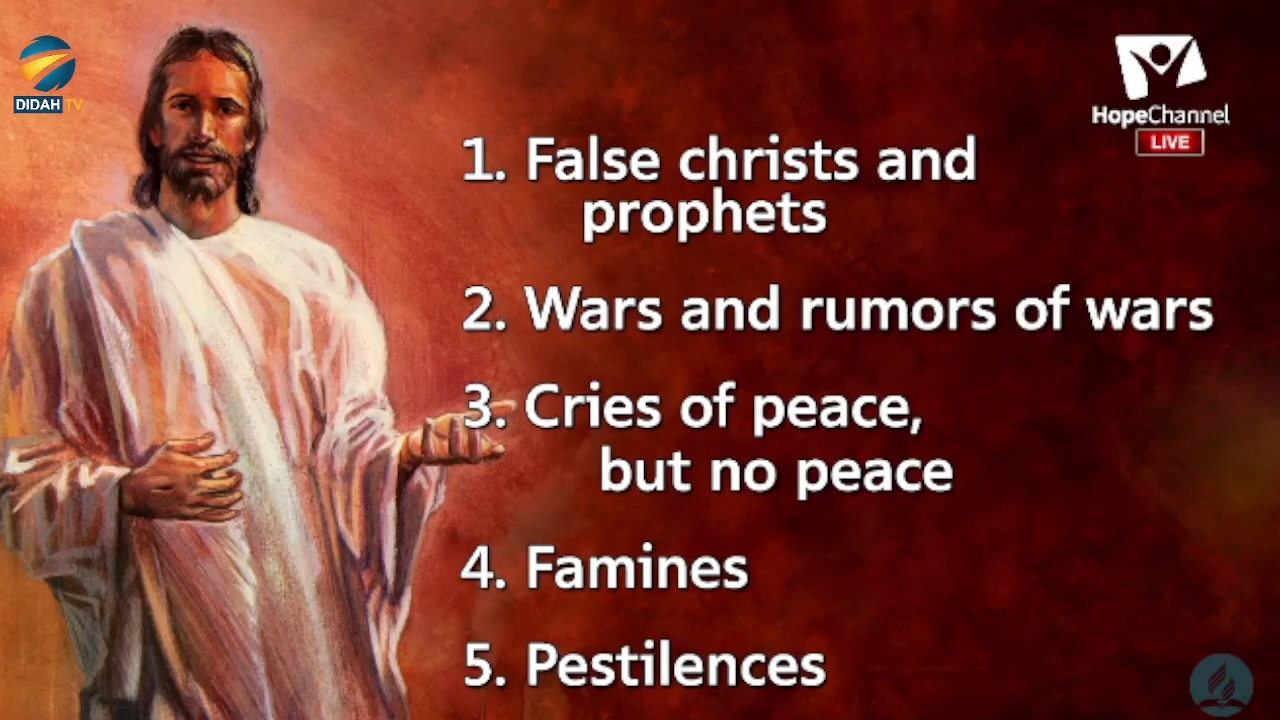 DIDAH TV
HopeChannel
LIVE
1. False christs and
prophets
2. Wars and rumors of wars
3. Cries of peace,
but no peace
4. Famines
5. Pestilences